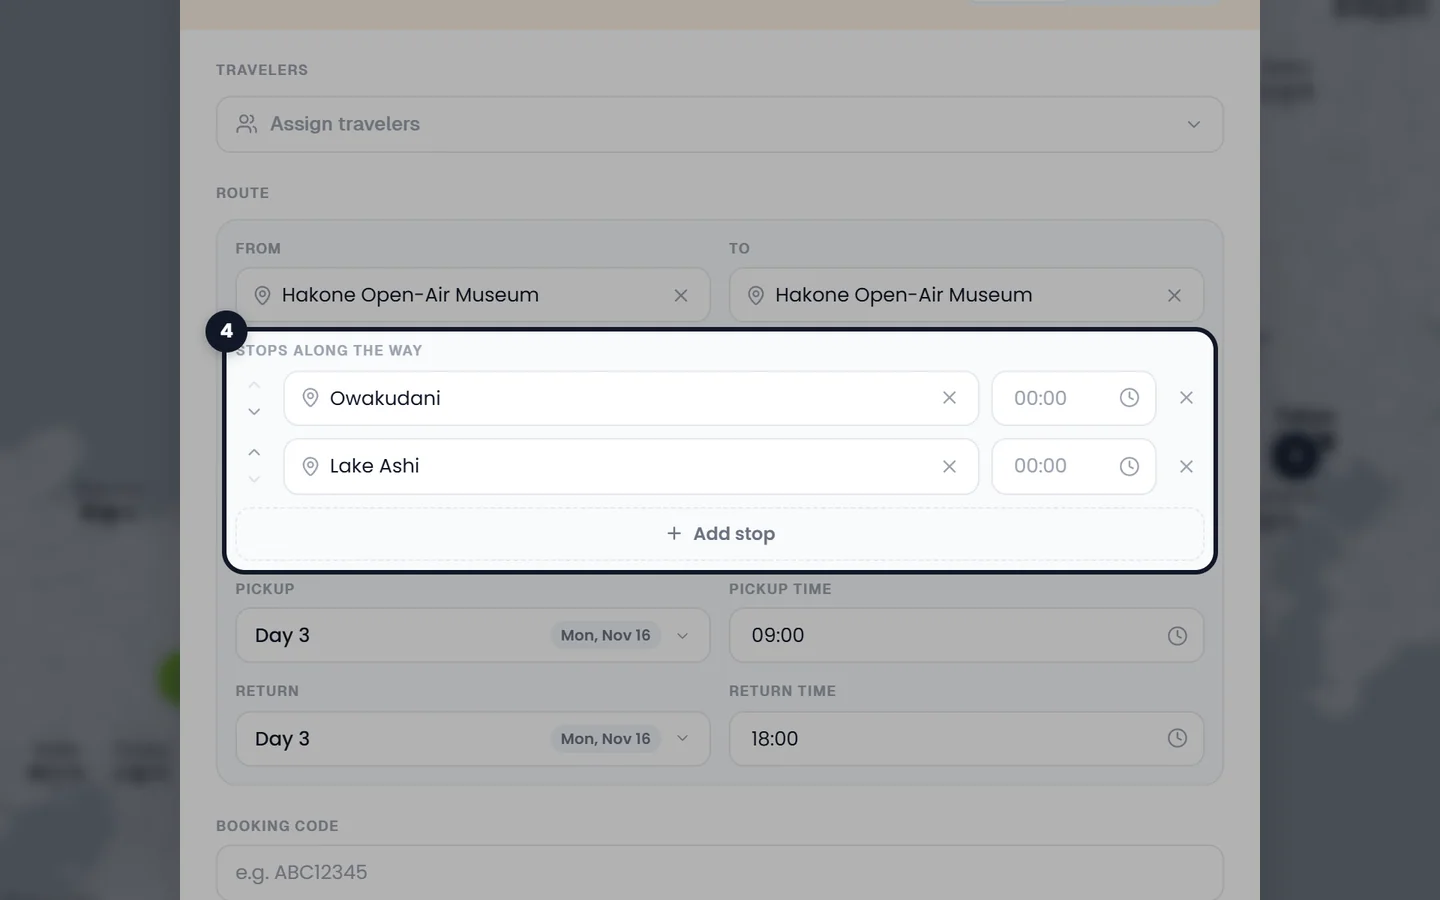 TRAVELERS
Assign travelers
ROUTE
FROM
TO
Hakone Open-Air Museum
Hakone Open-Air Museum
4
STOPS ALONG THE WAY
Owakudani
00:00
Lake Ashi
00:00
Add stop
PICKUP
PICKUP TIME
Day 3
Mon, Nov 16
09:00
RETURN
RETURN TIME
Day 3
Mon, Nov 16
18:00
BOOKING CODE
e.g. ABC12345